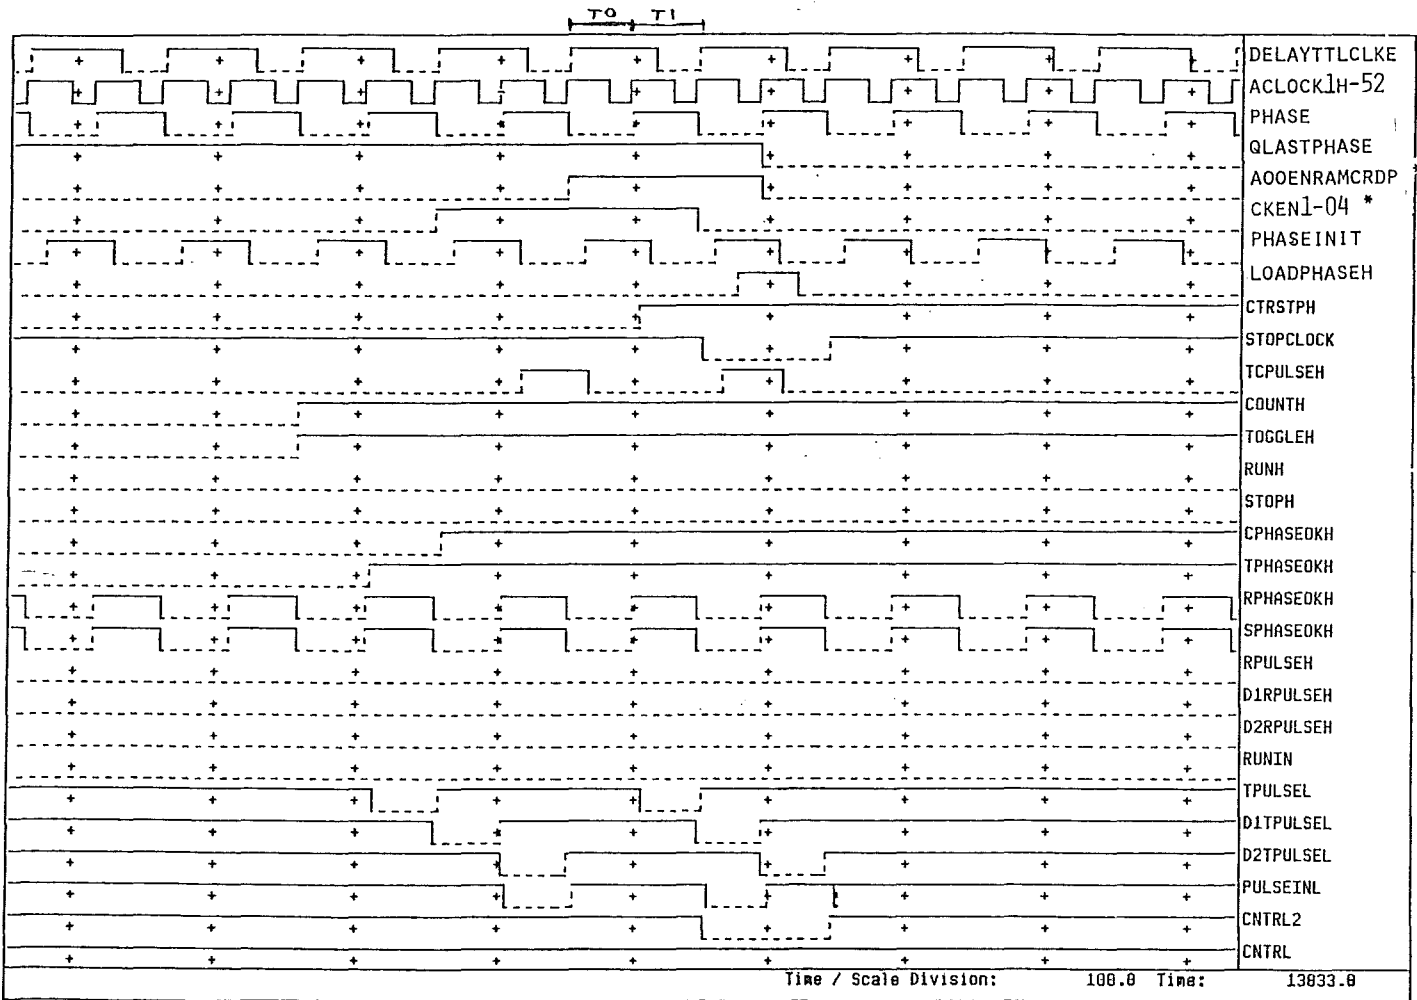 T0 T1
DELAYTTLCLKE
ACLOCK1H-52
PHASE
QLASTPHASE
AOOENRAMCRDP
CKEN1-04 *
PHASEINIT
LOADPHASEH
CTRSTPH
STOPCLOCK
TCPULSEH
COUNTH
TOGGLEH
RUNH
STOPH
CPHASEOKH
TPHASEOKH
RPHASEOKH
SPHASEOKH
RPULSEH
D1RPULSEH
D2RPULSEH
RUNIN
TPULSEL
D1TPULSEL
D2TPULSEL
PULSEINL
CNTRL2
CNTRL
Time / Scale Division: 100.0 Time: 13833.0